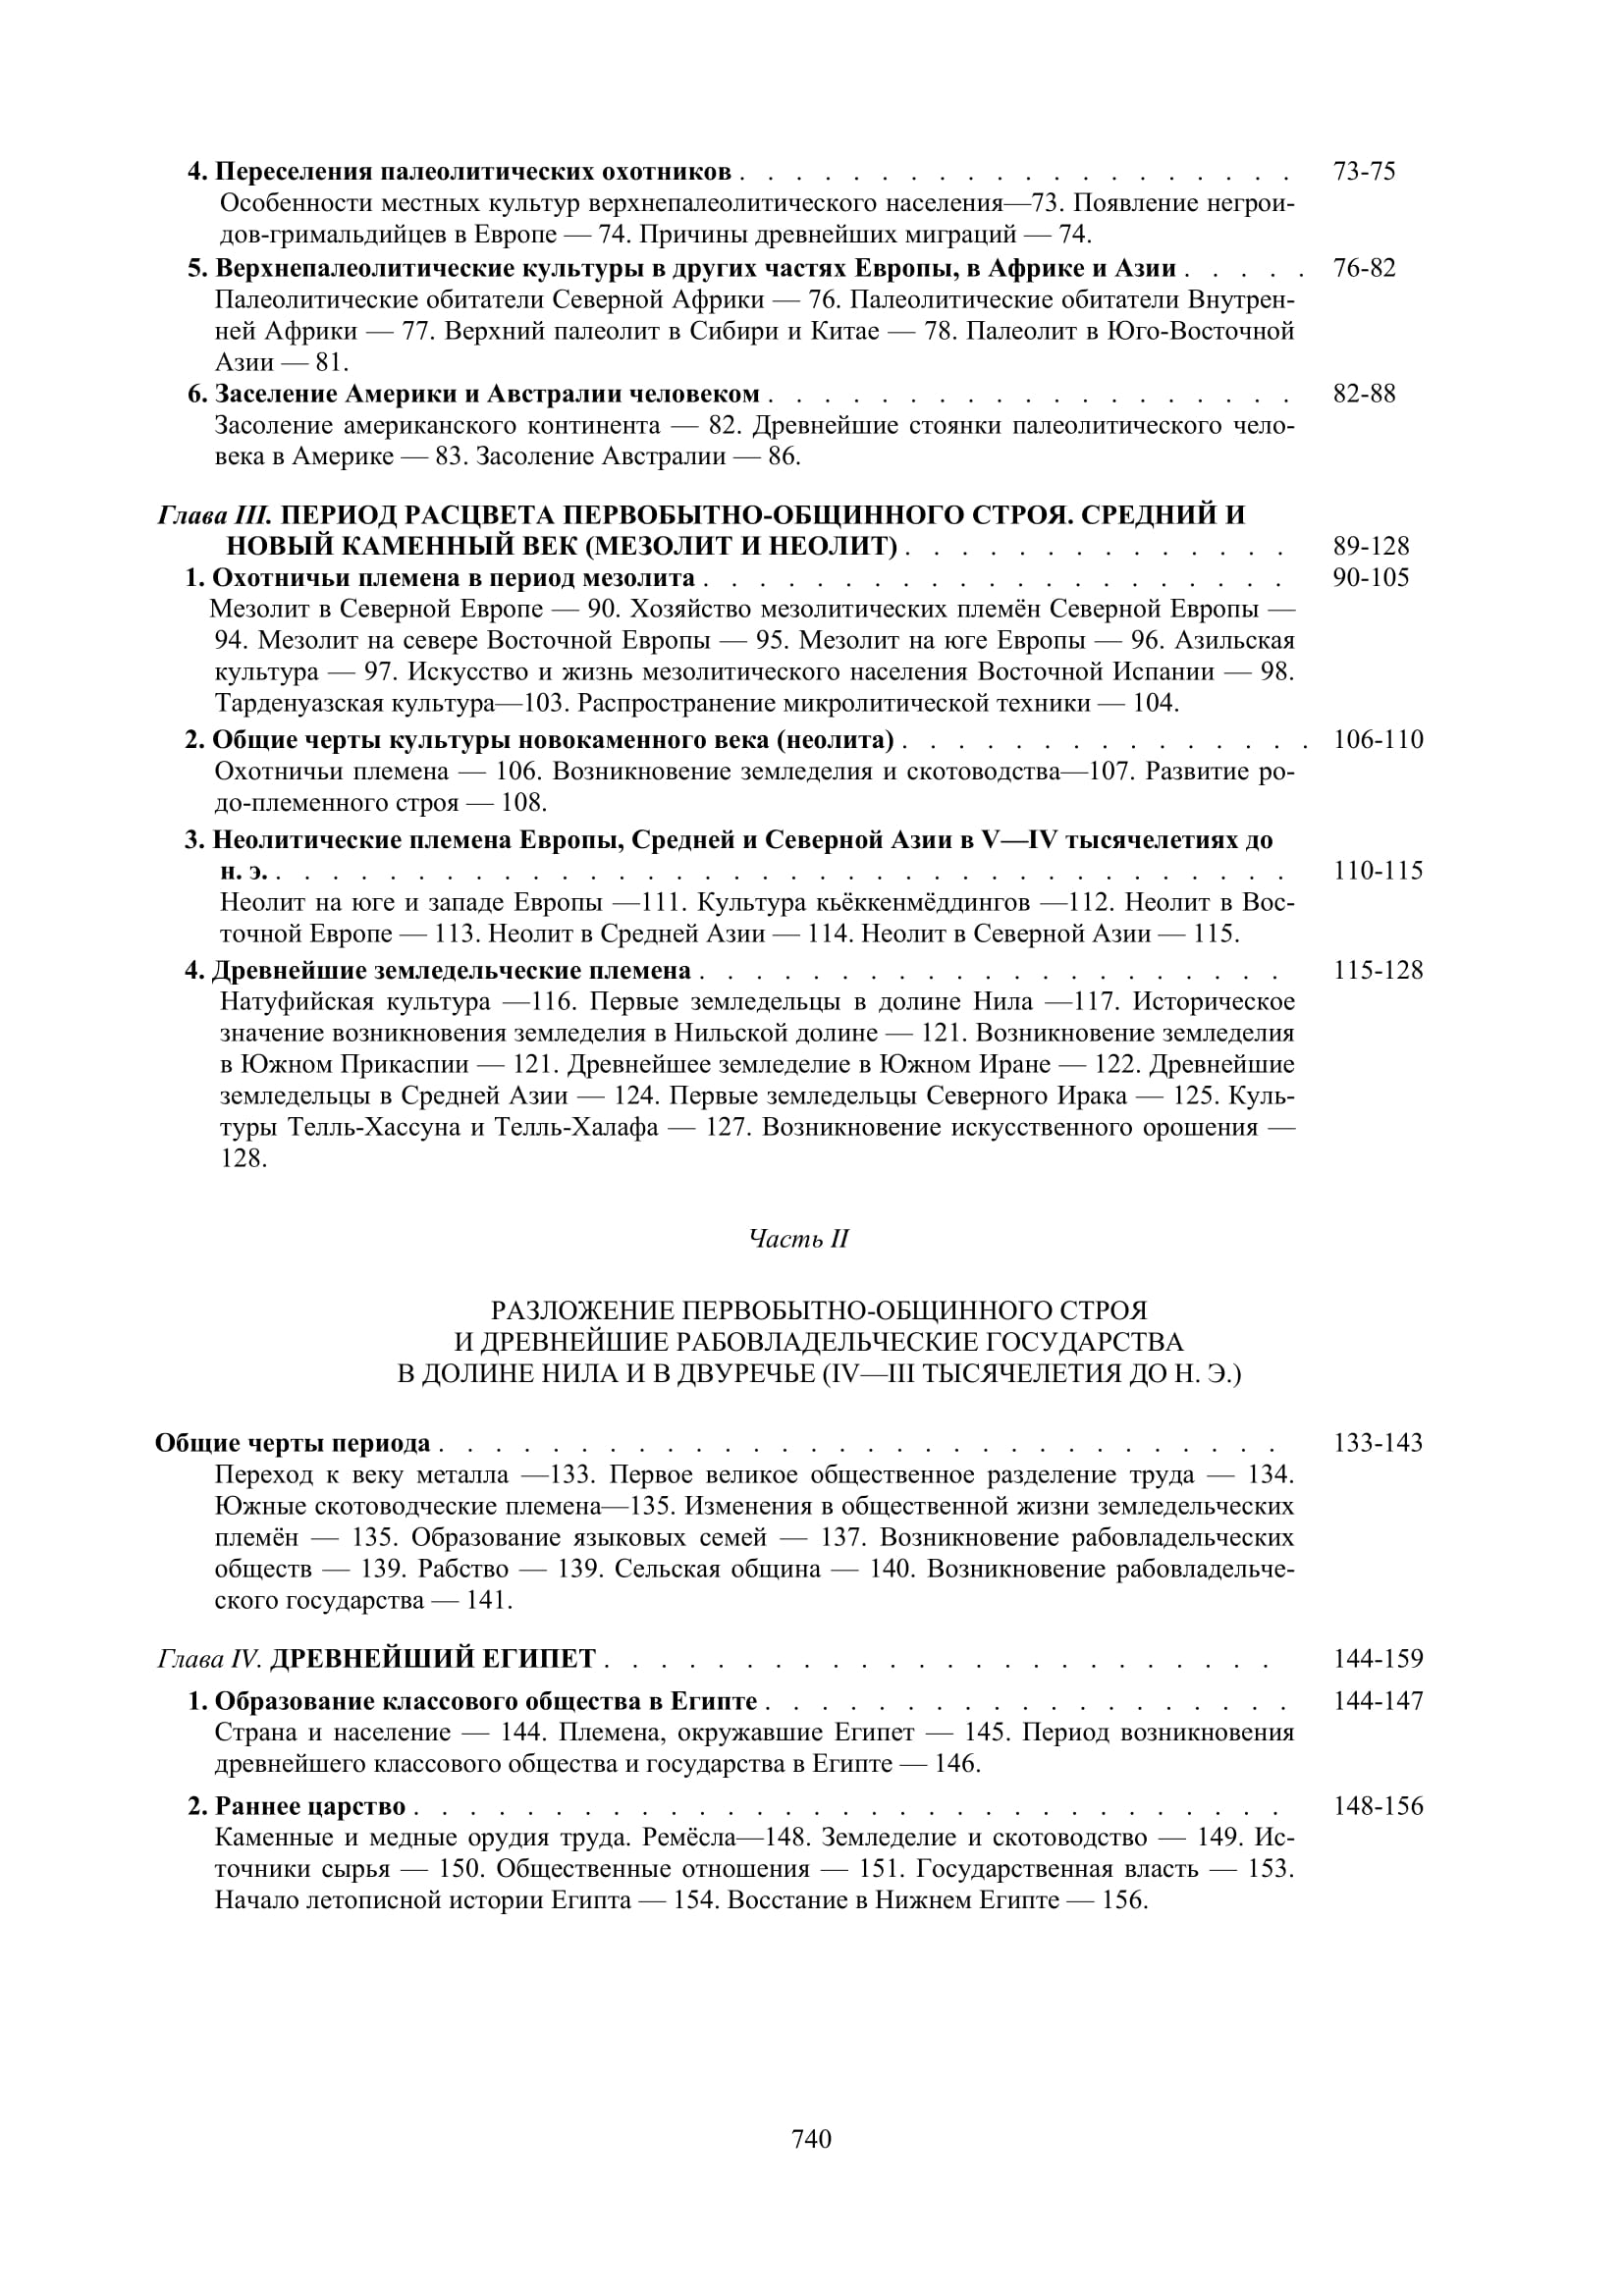 4. Переселения палеолитических охотников . . . . . . . . . . . . . . . . . . . . 73-75
Особенности местных культур верхнепалеолитического населения—73. Появление негрои-
дов-гримальдийцев в Европе — 74. Причины древнейших миграций — 74.
5. Верхнепалеолитические культуры в других частях Европы, в Африке и Азии . . . . . 76-82
Палеолитические обитатели Северной Африки — 76. Палеолитические обитатели Внутрен-
ней Африки — 77. Верхний палеолит в Сибири и Китае — 78. Палеолит в Юго-Восточной
Азии — 81.
6. Заселение Америки и Австралии человеком . . . . . . . . . . . . . . . . . . . 82-88
Засоление американского континента — 82. Древнейшие стоянки палеолитического чело-
века в Америке — 83. Засоление Австралии — 86.
Глава III. ПЕРИОД РАСЦВЕТА ПЕРВОБЫТНО-ОБЩИННОГО СТРОЯ. СРЕДНИЙ И
НОВЫЙ КАМЕННЫЙ ВЕК (МЕЗОЛИТ И НЕОЛИТ) . . . . . . . . . . . . . . 89-128
1. Охотничьи племена в период мезолита . . . . . . . . . . . . . . . . . . . . . 90-105
Мезолит в Северной Европе — 90. Хозяйство мезолитических племён Северной Европы —
94. Мезолит на севере Восточной Европы — 95. Мезолит на юге Европы — 96. Азильская
культура — 97. Искусство и жизнь мезолитического населения Восточной Испании — 98.
Тарденуазская культура—103. Распространение микролитической техники — 104.
2. Общие черты культуры новокаменного века (неолита) . . . . . . . . . . . . . . . 106-110
Охотничьи племена — 106. Возникновение земледелия и скотоводства—107. Развитие ро-
до-племенного строя — 108.
3. Неолитические племена Европы, Средней и Северной Азии в V—IV тысячелетиях до
н. э. . . . . . . . . . . . . . . . . . . . . . . . . . . . . . . . . . . . . 110-115
Неолит на юге и западе Европы —111. Культура кьёккенмёддингов —112. Неолит в Вос-
точной Европе — 113. Неолит в Средней Азии — 114. Неолит в Северной Азии — 115.
4. Древнейшие земледельческие племена . . . . . . . . . . . . . . . . . . . . . 115-128
Натуфийская культура —116. Первые земледельцы в долине Нила —117. Историческое
значение возникновения земледелия в Нильской долине — 121. Возникновение земледелия
в Южном Прикаспии — 121. Древнейшее земледелие в Южном Иране — 122. Древнейшие
земледельцы в Средней Азии — 124. Первые земледельцы Северного Ирака — 125. Куль-
туры Телль-Хассуна и Телль-Халафа — 127. Возникновение искусственного орошения —
128.
Часть II
РАЗЛОЖЕНИЕ ПЕРВОБЫТНО-ОБЩИННОГО СТРОЯ
И ДРЕВНЕЙШИЕ РАБОВЛАДЕЛЬЧЕСКИЕ ГОСУДАРСТВА
В ДОЛИНЕ НИЛА И В ДВУРЕЧЬЕ (IV—III ТЫСЯЧЕЛЕТИЯ ДО Н. Э.)
Общие черты периода . . . . . . . . . . . . . . . . . . . . . . . . . . . . . . 133-143
Переход к веку металла —133. Первое великое общественное разделение труда — 134.
Южные скотоводческие племена—135. Изменения в общественной жизни земледельческих
племён — 135. Образование языковых семей — 137. Возникновение рабовладельческих
обществ — 139. Рабство — 139. Сельская община — 140. Возникновение рабовладельче-
ского государства — 141.
Глава IV. ДРЕВНЕЙШИЙ ЕГИПЕТ . . . . . . . . . . . . . . . . . . . . . . . . 144-159
1. Образование классового общества в Египте . . . . . . . . . . . . . . . . . . . 144-147
Страна и население — 144. Племена, окружавшие Египет — 145. Период возникновения
древнейшего классового общества и государства в Египте — 146.
2. Раннее царство . . . . . . . . . . . . . . . . . . . . . . . . . . . . . . . 148-156
Каменные и медные орудия труда. Ремёсла—148. Земледелие и скотоводство — 149. Ис-
точники сырья — 150. Общественные отношения — 151. Государственная власть — 153.
Начало летописной истории Египта — 154. Восстание в Нижнем Египте — 156.
740